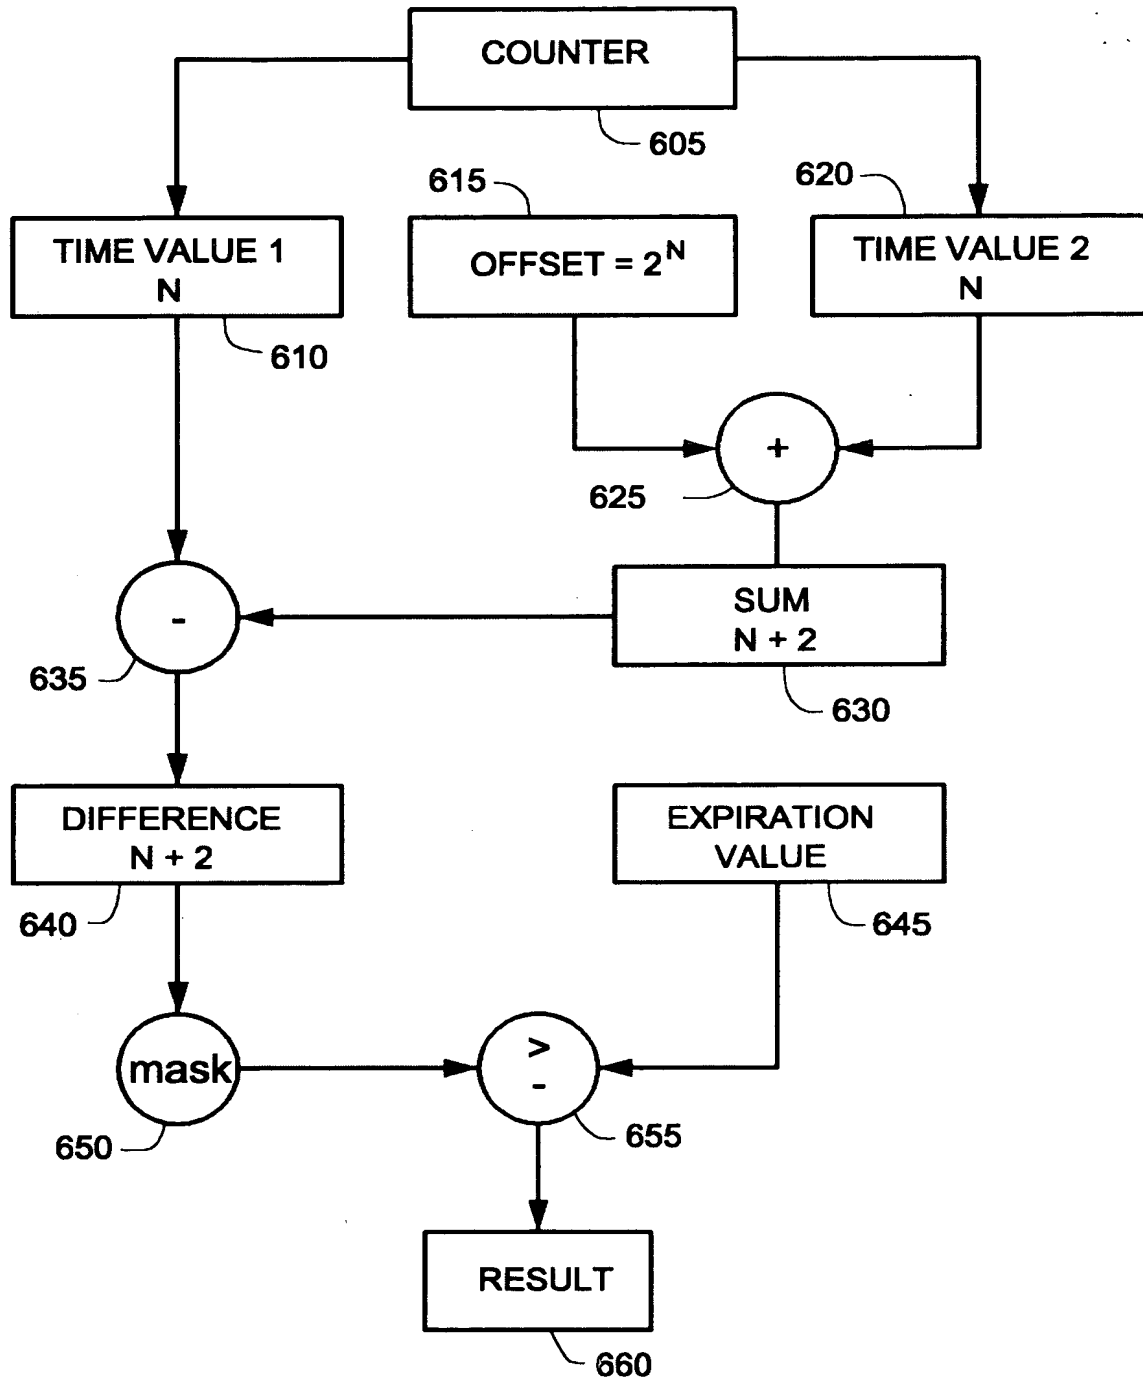 COUNTER
605
615
620
TIME VALUE 1
N
OFFSET = 2^N
TIME VALUE 2
N
610
+
625
SUM
N + 2
-
635
630
DIFFERENCE
N + 2
EXPIRATION
VALUE
640
645
mask
>
-
650
655
RESULT
660